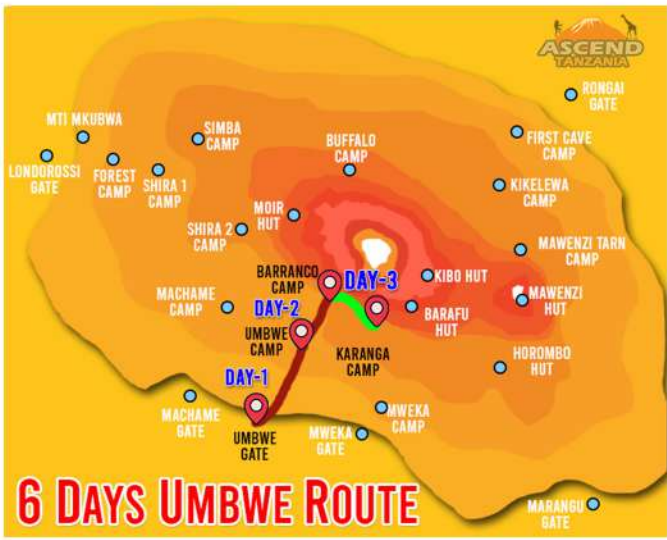 ASCEND
TANZANIA
RONGAI
GATE
MTI MKUBWA
LONDOROSSI
GATE
FOREST
CAMP
SHIRA 1
CAMP
SIMBA
CAMP
BUFFALO
CAMP
FIRST CAVE
CAMP
KIKELEWA
CAMP
MOIR
HUT
SHIRA 2
CAMP
MAWENZI TARN
CAMP
BARRANCO
CAMP
DAY-3
KIBO HUT
MAWENZI
HUT
MACHAME
CAMP
DAY-2
UMBWE
CAMP
BARAFU
HUT
KARANGA
CAMP
HOROMBO
HUT
DAY-1
MACHAME
GATE
UMBWE
GATE
MWEKA
CAMP
MWEKA
GATE
MARANGU
GATE
6 DAYS UMBWE ROUTE